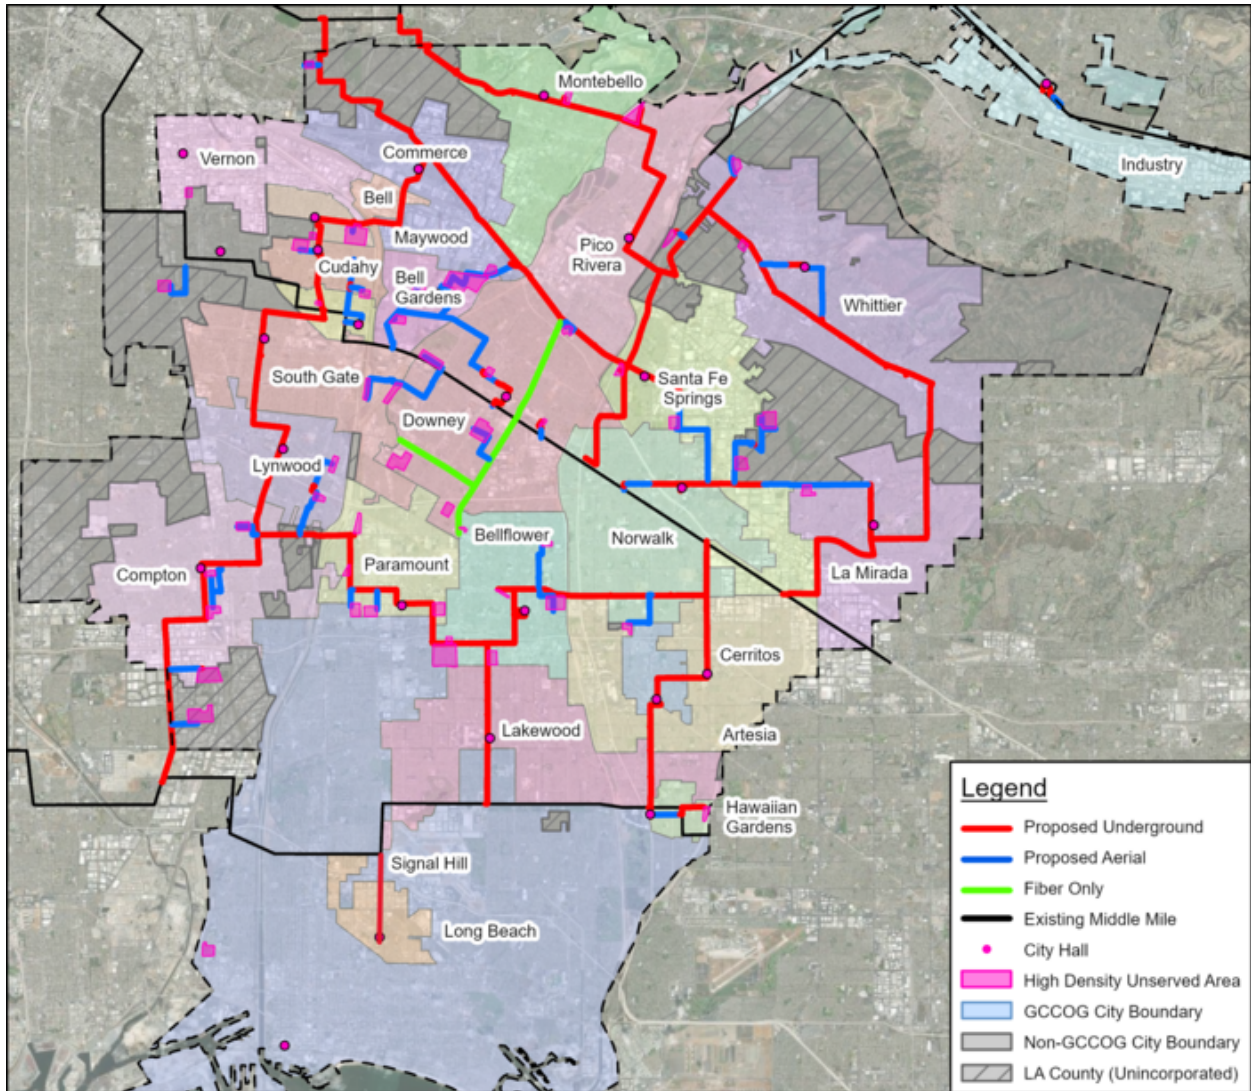 Montebello
Vernon
Commerce
Industry
Bell
Maywood
Pico
Rivera
Cudahy
Bell
Gardens
Whittier
South Gate
Santa Fe
Springs
Downey
Lynwood
Bellflower
Norwalk
Compton
Paramount
La Mirada
Cerritos
Lakewood
Artesia
Hawaiian
Gardens
Signal Hill
Long Beach
Legend
Proposed Underground
Proposed Aerial
Fiber Only
Existing Middle Mile
City Hall
High Density Unserved Area
GCCOG City Boundary
Non-GCCOG City Boundary
LA County (Unincorporated)